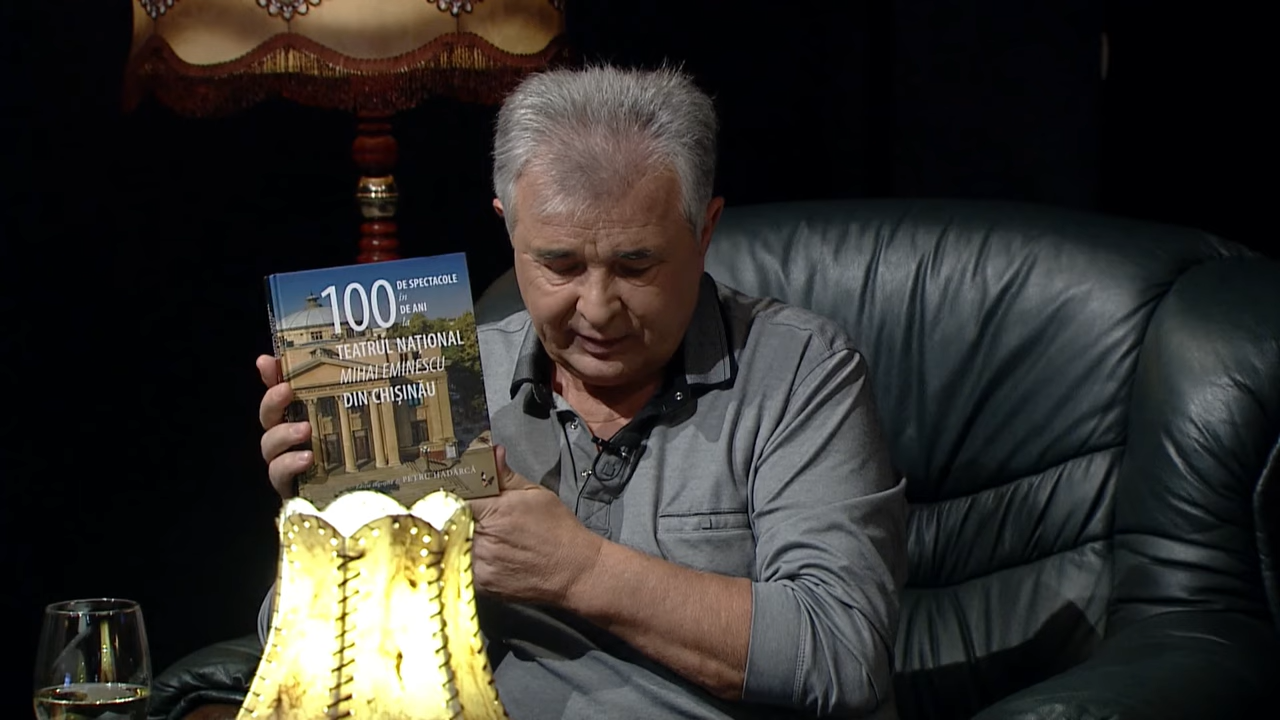 100 DE SPECTACOLE
în
DE ANI
la
TEATRUL NAȚIONAL
MIHAI EMINESCU
DIN CHIȘINĂU
PETRU HADÂRCĂ